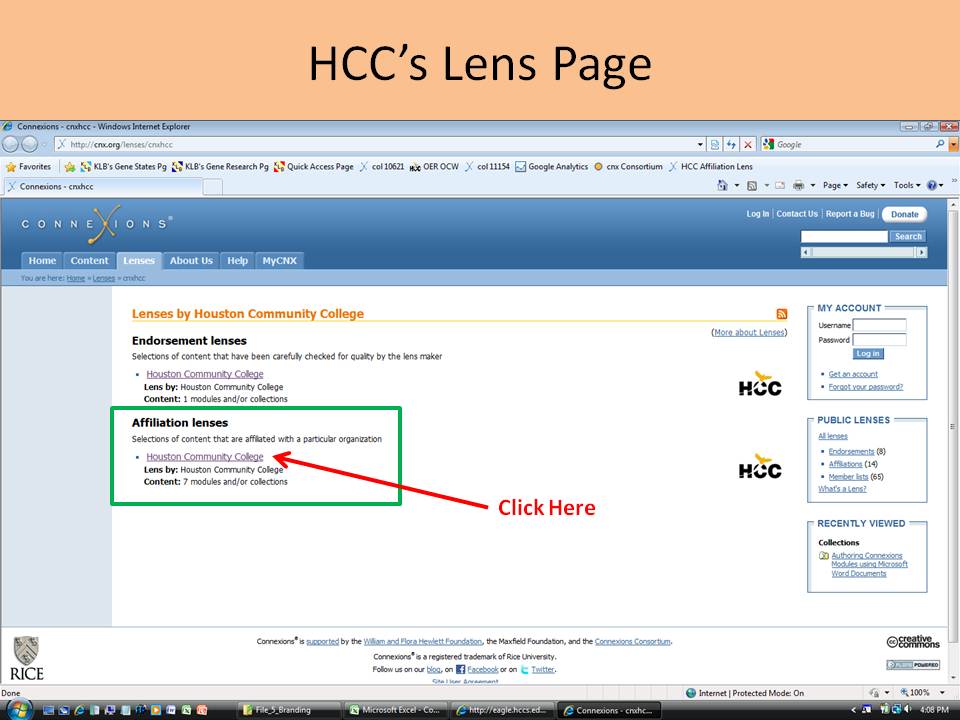 HCC's Lens Page
Connexions - cnxhcc - Windows Internet Explorer
http://cnx.org/lenses/cnxhcc
Google
Favorites KLB's Gene States Pg KLB's Gene Research Pg Quick Access Page col 10621 OER OCW col 11154 Google Analytics cnx Consortium HCC Affiliation Lens
Connexions - cnxhcc
Page Safety Tools
CONNEXIONS®
Log In | Contact Us | Report a Bug | Donate
Search
Home Content Lenses About Us Help MyCNX
You are here: Home » Lenses » cnxhcc
Lenses by Houston Community College
(More about Lenses)
Endorsement lenses
Selections of content that have been carefully checked for quality by the lens maker
Houston Community College
Lens by: Houston Community College
Content: 1 modules and/or collections
HCC
Affiliation lenses
Selections of content that are affiliated with a particular organization
Houston Community College
Lens by: Houston Community College
Content: 7 modules and/or collections
HCC
Click Here
MY ACCOUNT
Username
Password
Log in
Get an account
Forgot your password?
PUBLIC LENSES
All lenses
Endorsements (8)
Affiliations (14)
Member lists (65)
What's a Lens?
RECENTLY VIEWED
Collections
Authoring Connexions
Modules using Microsoft
Word Documents
RICE
Connexions® is supported by the William and Flora Hewlett Foundation, the Maxfield Foundation, and the Connexions Consortium.
Connexions® is a registered trademark of Rice University.
Follow us on our blog, on Facebook or on Twitter.
Site User Agreement
cc creative commons
PLONE POWERED
Done
Internet | Protected Mode: On
100%
File_5_Branding Microsoft Excel - Co... http://eagle.hccs.ed... Connexions - cnxhc...
4:08 PM